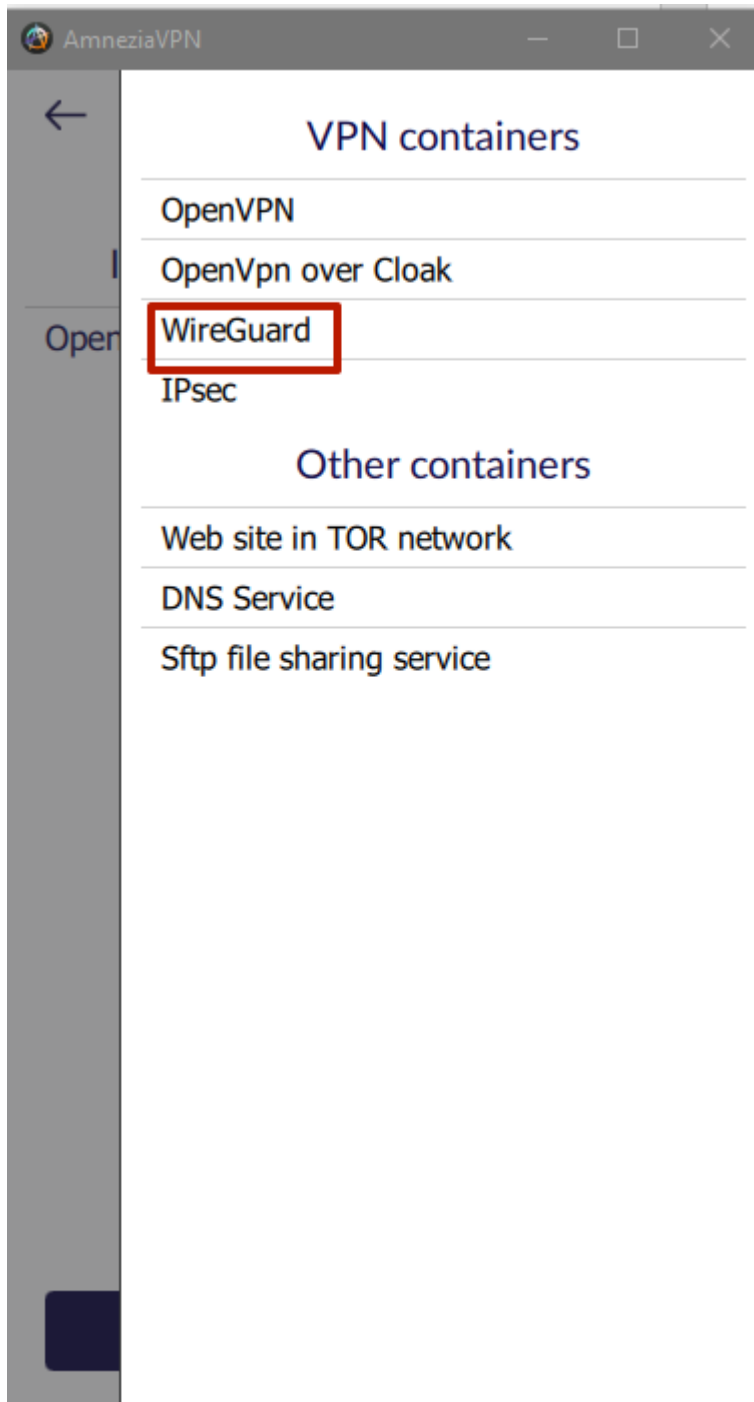 AmneziaVPN
VPN containers
OpenVPN
OpenVpn over Cloak
WireGuard
IPsec
Other containers
Web site in TOR network
DNS Service
Sftp file sharing service
Open